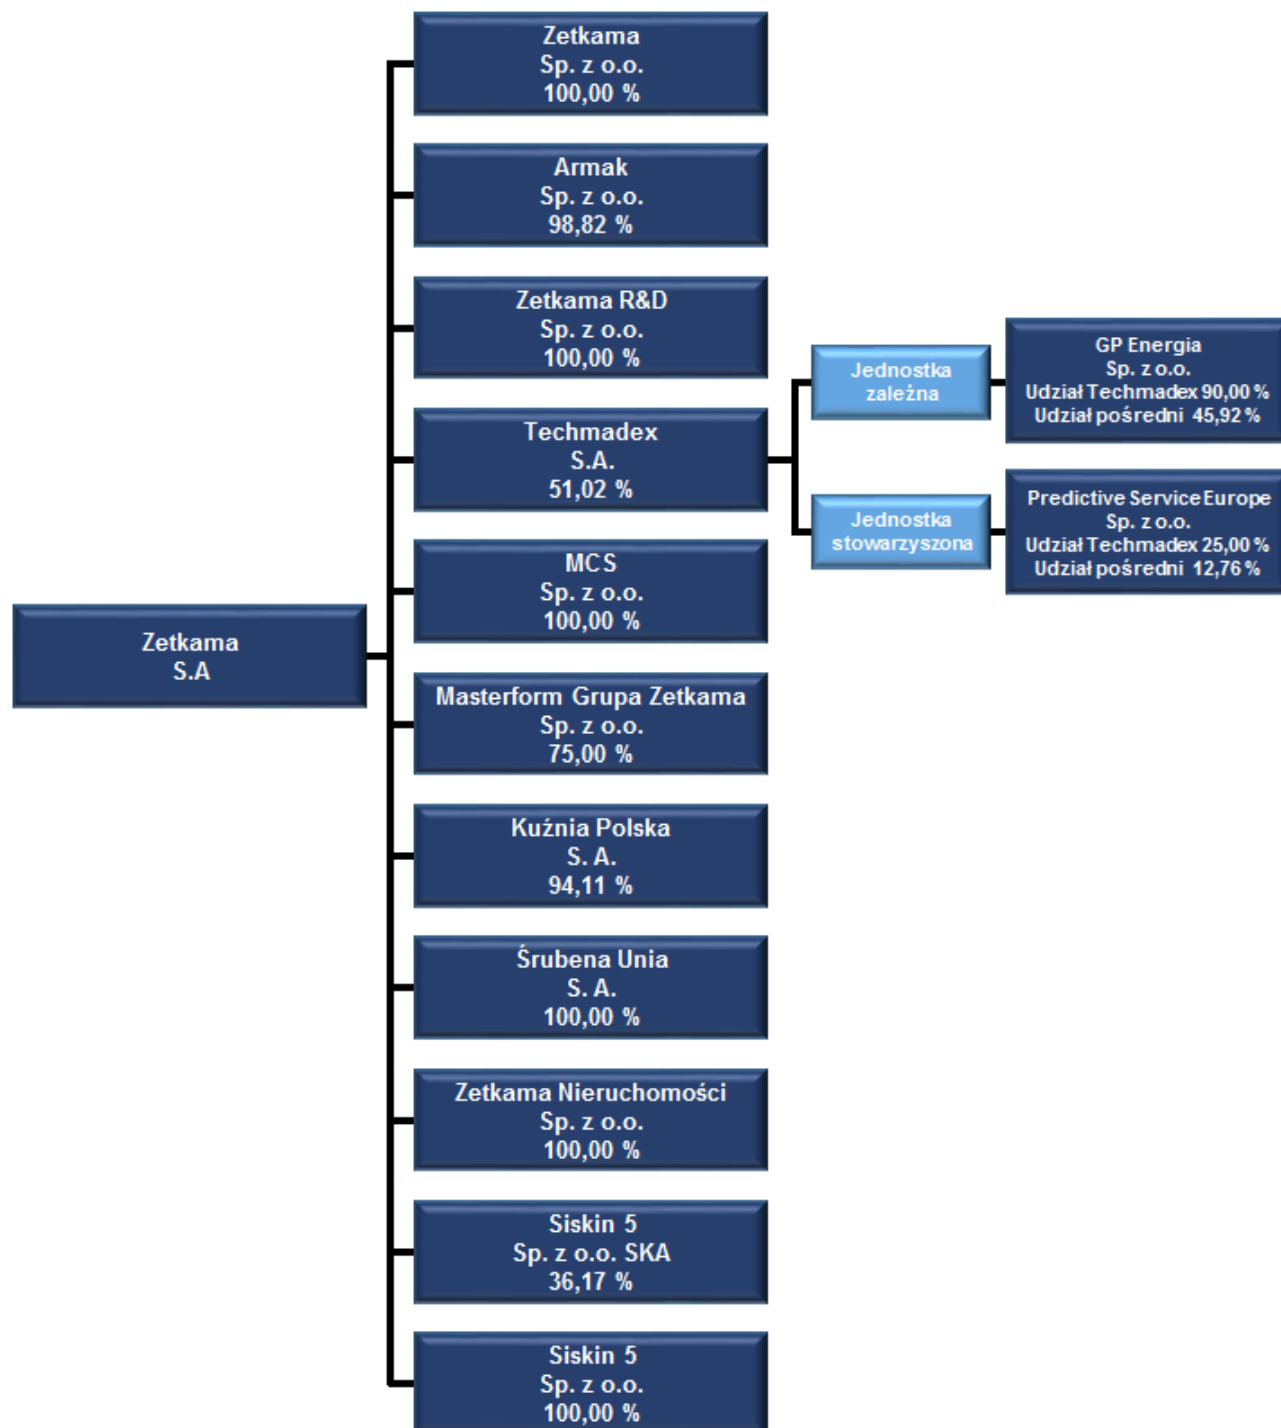 Zetkama
S.A
Zetkama
Sp. z o.o.
100,00 %
Armak
Sp. z o.o.
98,82 %
Zetkama R&D
Sp. z o.o.
100,00 %
Techmadex
S.A.
51,02 %
Jednostka
zależna
GP Energia
Sp. z o.o.
Udział Techmadex 90,00 %
Udział pośredni 45,92 %
Jednostka
stowarzyszona
Predictive Service Europe
Sp. z o.o.
Udział Techmadex 25,00 %
Udział pośredni 12,76 %
MCS
Sp. z o.o.
100,00 %
Masterform Grupa Zetkama
Sp. z o.o.
75,00 %
Kuźnia Polska
S. A.
94,11 %
Śrubena Unia
S. A.
100,00 %
Zetkama Nieruchomości
Sp. z o.o.
100,00 %
Siskin 5
Sp. z o.o. SKA
36,17 %
Siskin 5
Sp. z o.o.
100,00 %